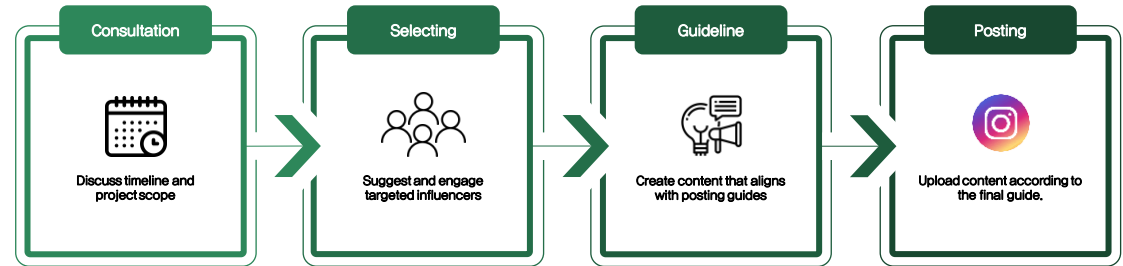 Consultation
Discuss timeline and
project scope
Selecting
Suggest and engage
targeted influencers
Guideline
Create content that aligns
with posting guides
Posting
Upload content according to
the final guide.